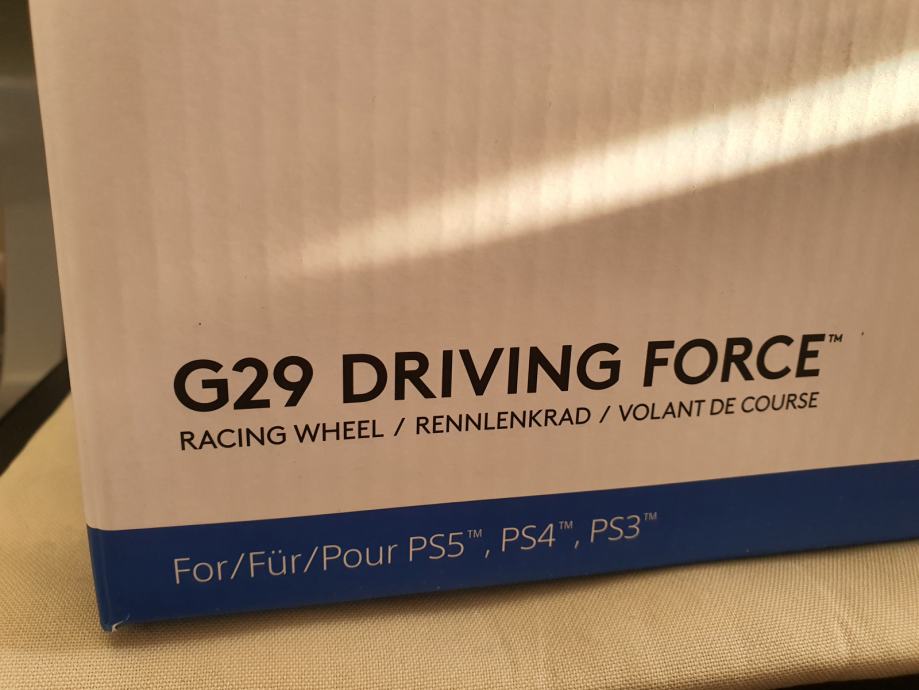 G29 DRIVING FORCE™
RACING WHEEL / RENNLENKRAD / VOLANT DE COURSE
For/Für/Pour PS5™, PS4™, PS3™